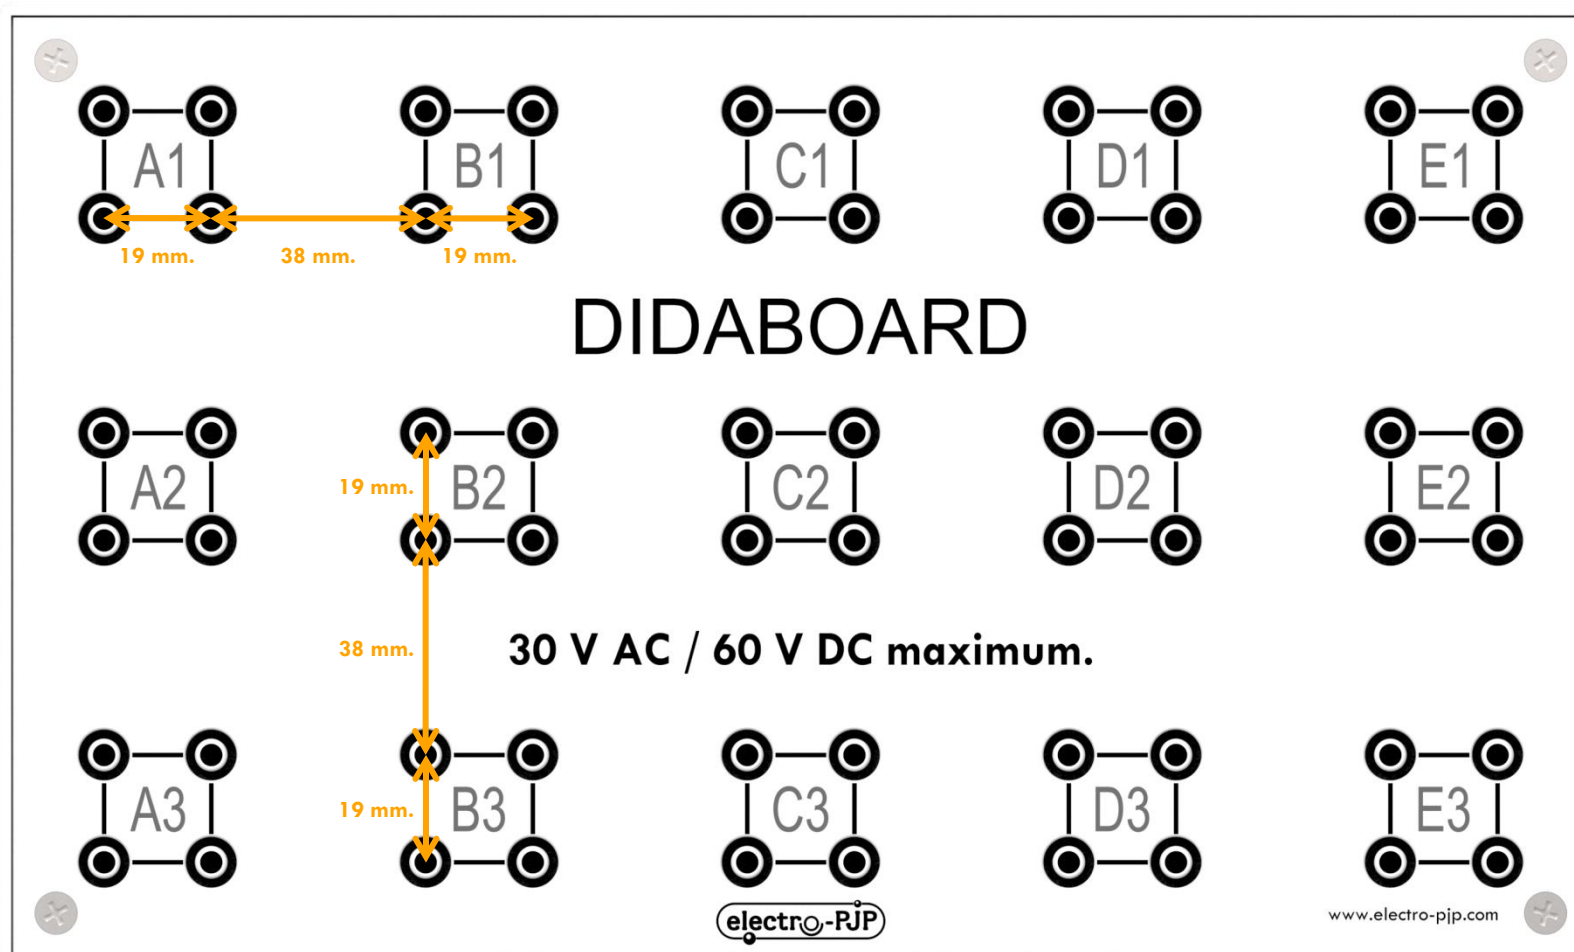 A1 B1 C1 D1 E1
19 mm. 38 mm. 19 mm.
DIDABOARD
A2 B2 C2 D2 E2
19 mm.
38 mm.
30 V AC / 60 V DC maximum.
A3 B3 C3 D3 E3
19 mm.
electro-PJP
www.electro-pjp.com